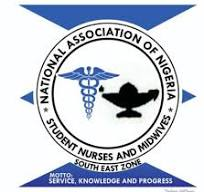 NATIONAL ASSOCIATION OF NIGERIA
STUDENT NURSES AND MIDWIVES
SOUTH EAST ZONE
MOTTO:
SERVICE, KNOWLEDGE AND PROGRESS